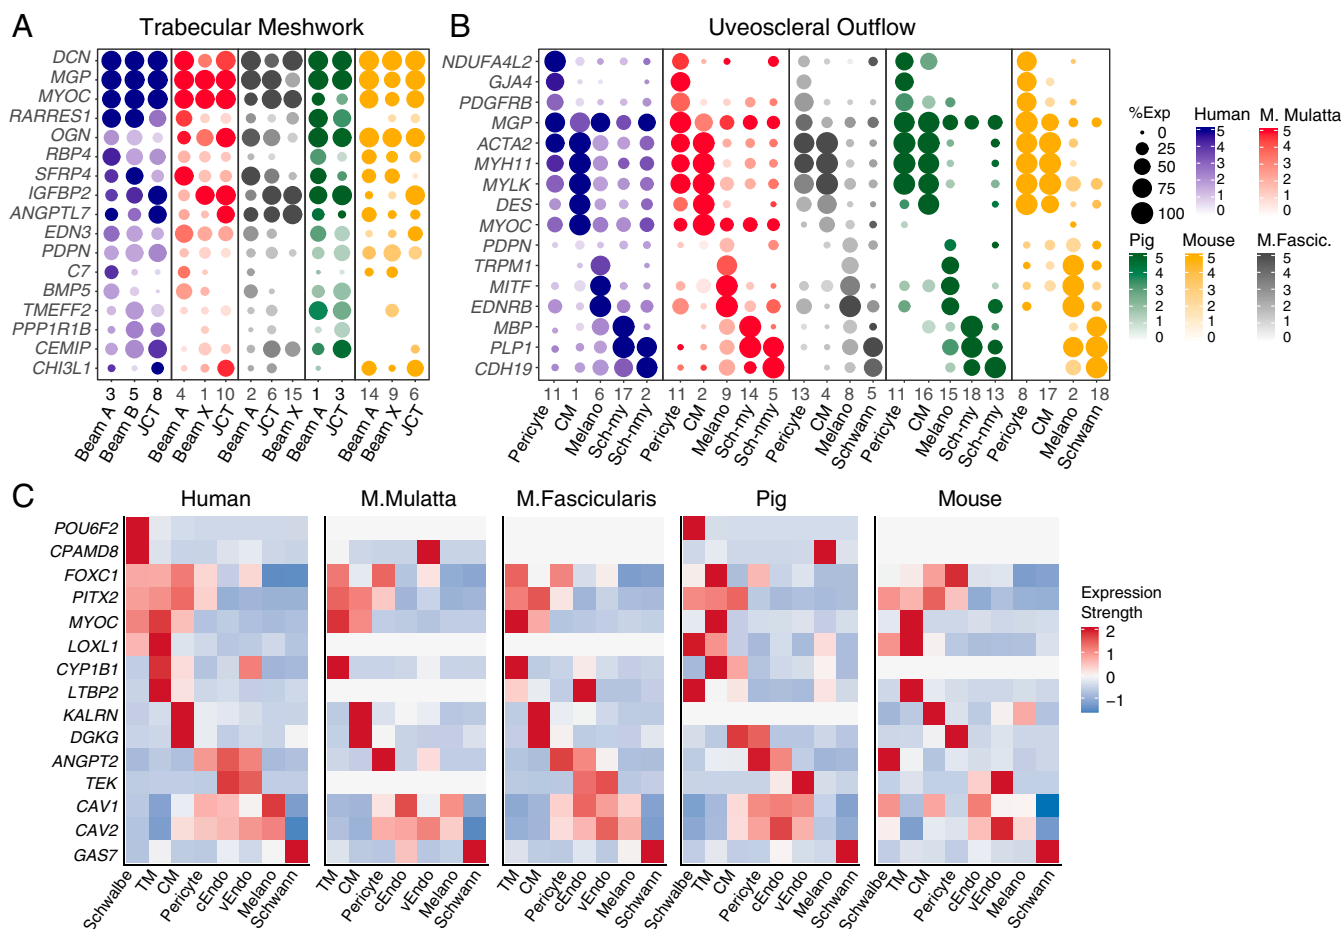 A
Trabecular Meshwork
DCN
MGP
MYOC
RARRES1
OGN
RBP4
SFRP4
IGFBP2
ANGPTL7
EDN3
PDPN
C7
BMP5
TMEFF2
PPP1R1B
CEMIP
CHI3L1
3 5 8 4 1 10 2 6 15 1 3 14 9 6
Beam A Beam B JCT Beam A Beam X JCT Beam A JCT Beam X Beam A JCT Beam A Beam X JCT
B
Uveoscleral Outflow
NDUFA4L2
GJA4
PDGFRB
MGP
ACTA2
MYH11
MYLK
DES
MYOC
PDPN
TRPM1
MITF
EDNRB
MBP
PLP1
CDH19
11 1 6 17 2 11 2 9 14 5 13 4 8 5 11 16 15 18 13 8 17 2 18
Pericyte CM Melano Sch-my Sch-nmy Pericyte CM Melano Sch-my Sch-nmy Pericyte CM Melano Schwann Pericyte CM Melano Sch-my Sch-nmy Pericyte CM Melano Schwann
%Exp
0
25
50
75
100
Human
5
4
3
2
1
0
M. Mulatta
5
4
3
2
1
0
Pig
5
4
3
2
1
0
Mouse
5
4
3
2
1
0
M.Fascic.
5
4
3
2
1
0
C
Human M.Mulatta M.Fascicularis Pig Mouse
POU6F2
CPAMD8
FOXC1
PITX2
MYOC
LOXL1
CYP1B1
LTBP2
KALRN
DGKG
ANGPT2
TEK
CAV1
CAV2
GAS7
Schwalbe TM CM Pericyte cEndo vEndo Melano Schwann
TM CM Pericyte cEndo vEndo Melano Schwann
TM CM Pericyte cEndo vEndo Melano Schwann
Schwalbe TM CM Pericyte cEndo vEndo Melano Schwann
Schwalbe TM CM Pericyte cEndo vEndo Melano Schwann
Expression
Strength
2
1
0
−1